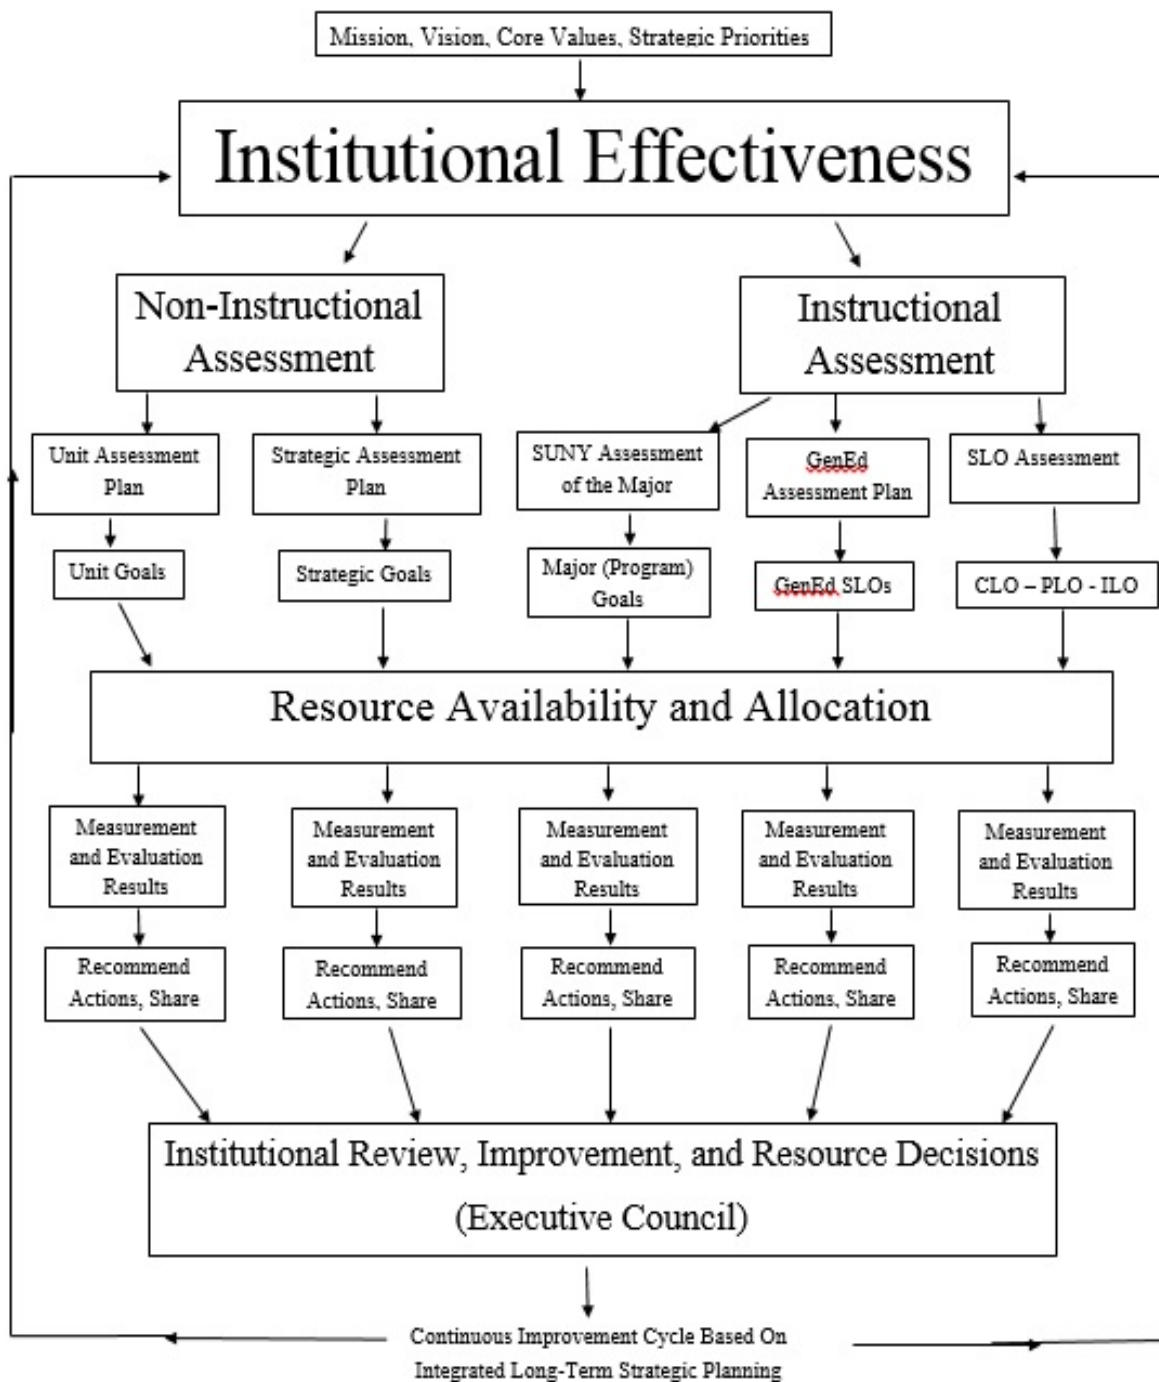 Mission, Vision, Core Values, Strategic Priorities
Institutional Effectiveness
Non-Instructional
Assessment
Instructional
Assessment
Unit Assessment
Plan
Strategic Assessment
Plan
SUNY Assessment
of the Major
GenEd
Assessment Plan
SLO Assessment
Unit Goals
Strategic Goals
Major (Program)
Goals
GenEd SLOs
CLO – PLO - ILO
Resource Availability and Allocation
Measurement
and Evaluation
Results
Measurement
and Evaluation
Results
Measurement
and Evaluation
Results
Measurement
and Evaluation
Results
Measurement
and Evaluation
Results
Recommend
Actions, Share
Recommend
Actions, Share
Recommend
Actions, Share
Recommend
Actions, Share
Recommend
Actions, Share
Institutional Review, Improvement, and Resource Decisions
(Executive Council)
Continuous Improvement Cycle Based On
Integrated Long-Term Strategic Planning